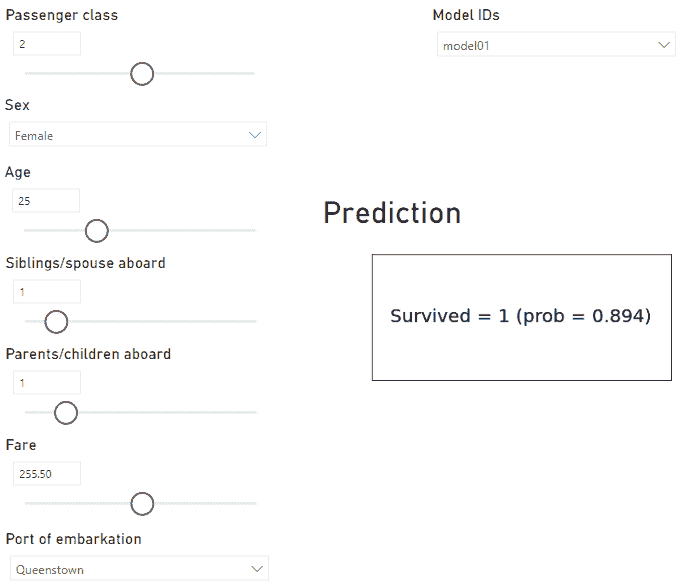 Passenger class
2
Sex
Female
Age
25
Siblings/spouse aboard
1
Parents/children aboard
1
Fare
255.50
Port of embarkation
Queenstown
Model IDs
model01
Prediction
Survived = 1 (prob = 0.894)